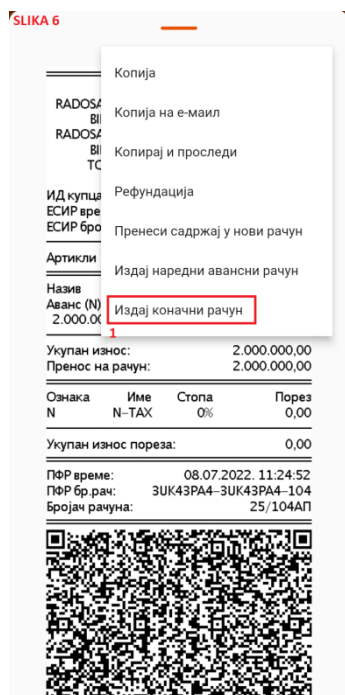 SLIKA 6
Копија
Копија на е-маил
Копирај и проследи
Рефундација
Пренеси садржај у нови рачун
Издај наредни авансни рачун
Издај коначни рачун
1
RADOSA
BI
RADOSA
BI
TC
ИД купца
ЕСИР вре
ЕСИР бро
Артикли
Назив
Аванс (N)
2.000.00
Укупан износ: 2.000.000,00
Пренос на рачун: 2.000.000,00
Ознака Име Стопа Порез
N N-TAX 0% 0,00
Укупан износ пореза: 0,00
ПФР време: 08.07.2022. 11:24:52
ПФР бр.рач: 3UK43PA4-3UK43PA4-104
Бројач рачуна: 25/104АП